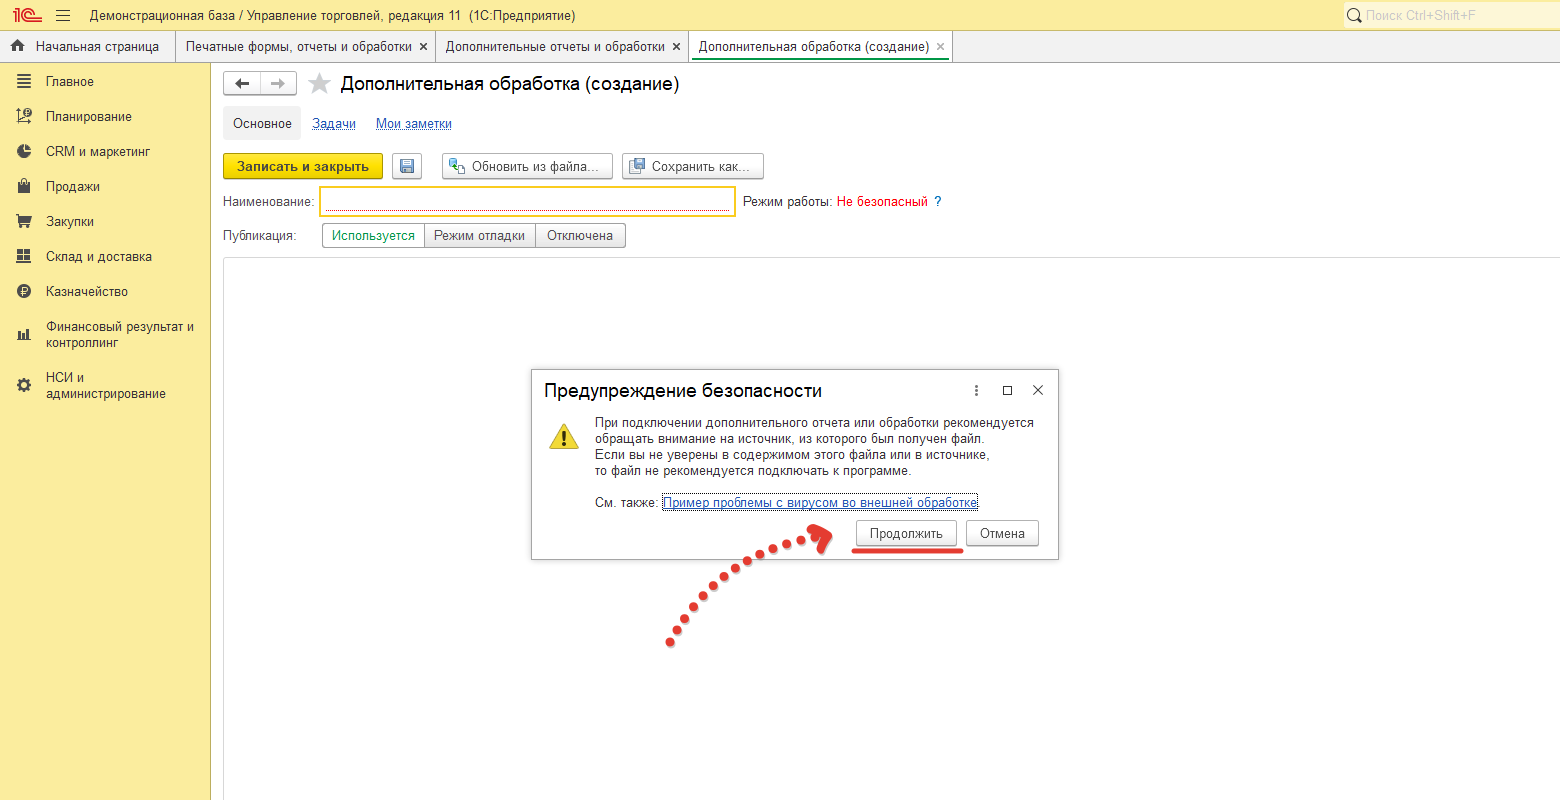 1С Демонстрационная база / Управление торговлей, редакция 11 (1С:Предприятие) Поиск Ctrl+Shift+F
Начальная страница Печатные формы, отчеты и обработки × Дополнительные отчеты и обработки × Дополнительная обработка (создание) ×
Главное
Планирование
CRM и маркетинг
Продажи
Закупки
Склад и доставка
Казначейство
Финансовый результат и
контроллинг
НСИ и
администрирование
Дополнительная обработка (создание)
Основное Задачи Мои заметки
Записать и закрыть Обновить из файла... Сохранить как...
Наименование: Режим работы: Не безопасный ?
Публикация: Используется Режим отладки Отключена
Предупреждение безопасности
При подключении дополнительного отчета или обработки рекомендуется
обращать внимание на источник, из которого был получен файл.
Если вы не уверены в содержимом этого файла или в источнике,
то файл не рекомендуется подключать к программе.
См. также: Пример проблемы с вирусом во внешней обработке.
Продолжить Отмена